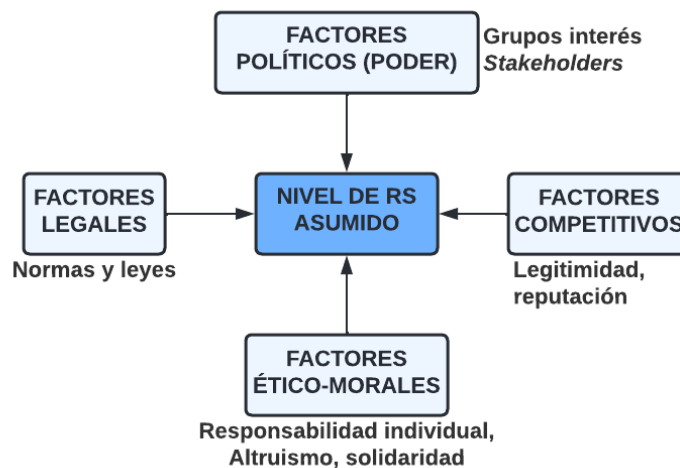 FACTORES
POLÍTICOS (PODER)
Grupos interés
Stakeholders
FACTORES
LEGALES
Normas y leyes
NIVEL DE RS
ASUMIDO
FACTORES
COMPETITIVOS
Legitimidad,
reputación
FACTORES
ÉTICO-MORALES
Responsabilidad individual,
Altruismo, solidaridad